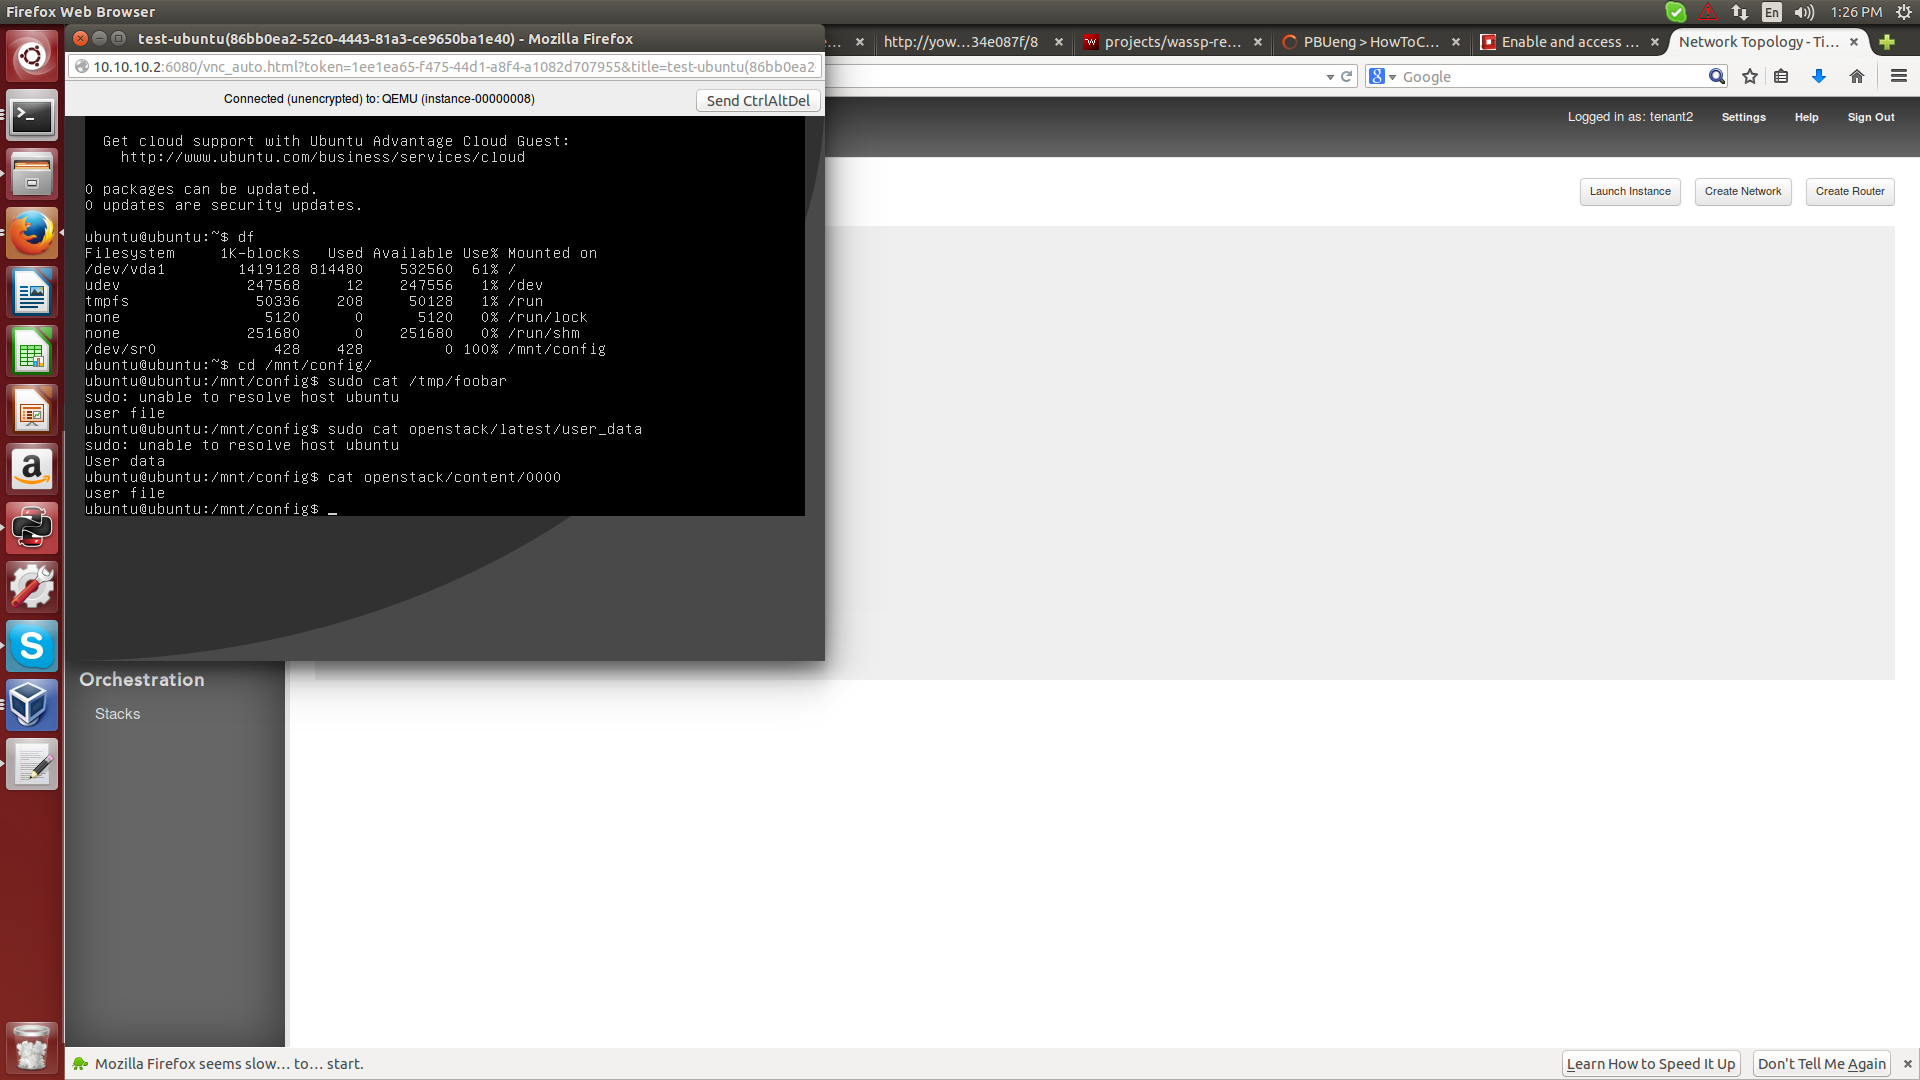 Firefox Web Browser
En
1:26 PM
test-ubuntu(86bb0ea2-52c0-4443-81a3-ce9650ba1e40) - Mozilla Firefox
http://yow…34e087f/8
projects/wassp-re…
PBUeng > HowToC…
Enable and access …
Network Topology - Ti…
10.10.10.2:6080/vnc_auto.html?token=1ee1ea65-f475-44d1-a8f4-a1082d707955&title=test-ubuntu(86bb0ea2-
Google
Connected (unencrypted) to: QEMU (instance-00000008)
Send CtrlAltDel
Logged in as: tenant2
Settings
Help
Sign Out
Launch Instance
Create Network
Create Router
Get cloud support with Ubuntu Advantage Cloud Guest:
http://www.ubuntu.com/business/services/cloud
0 packages can be updated.
0 updates are security updates.
ubuntu@ubuntu:~$ df
Filesystem 1K-blocks Used Available Use% Mounted on
/dev/vda1 1419128 814480 532560 61% /
udev 247568 12 247556 1% /dev
tmpfs 50336 208 50128 1% /run
none 5120 0 5120 0% /run/lock
none 251680 0 251680 0% /run/shm
/dev/sr0 428 428 0 100% /mnt/config
ubuntu@ubuntu:~$ cd /mnt/config/
ubuntu@ubuntu:/mnt/config$ sudo cat /tmp/foobar
sudo: unable to resolve host ubuntu
user file
ubuntu@ubuntu:/mnt/config$ sudo cat openstack/latest/user_data
sudo: unable to resolve host ubuntu
User data
ubuntu@ubuntu:/mnt/config$ cat openstack/content/0000
user file
ubuntu@ubuntu:/mnt/config$ _
Orchestration
Stacks
Mozilla Firefox seems slow… to… start.
Learn How to Speed It Up
Don't Tell Me Again